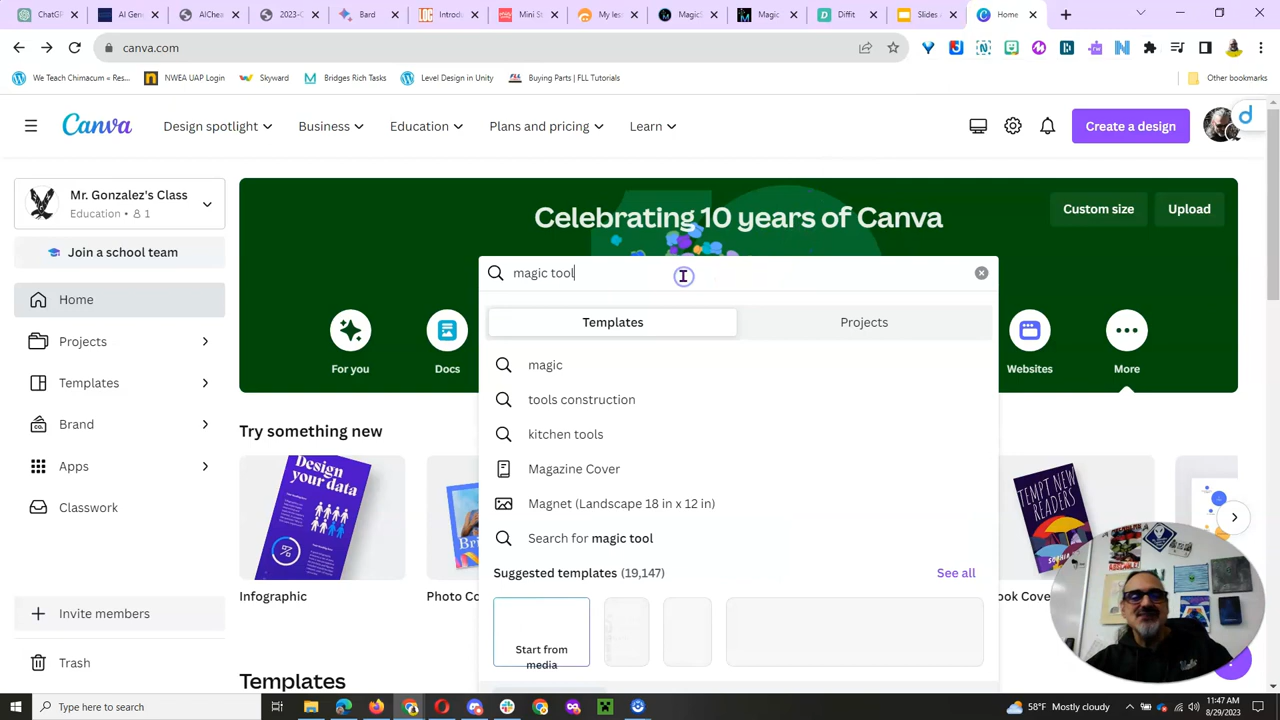 ChatGP
AI Gene
AIChea
2023-(
Bard
LOC
Introdu
Mini S
My les
Magic
Magic
Diffit
Slides
Home
canva.com
We Teach Chimacum = Res...
NWEA UAP Login
Skyward
Bridges Rich Tasks
Level Design in Unity
FLL
Buying Parts | FLL Tutorials
Other bookmarks
Canva
Design spotlight
Business
Education
Plans and pricing
Learn
Create a design
Mr. Gonzalez's Class
Education • 1
Join a school team
Home
Projects
Templates
Brand
Apps
Classwork
Invite members
Trash
Celebrating 10 years of Canva
Custom size
Upload
magic tool
Templates
Projects
magic
tools construction
kitchen tools
Magazine Cover
Magnet (Landscape 18 in x 12 in)
Search for magic tool
Suggested templates (19,147)
See all
Start from
media
For you
Docs
Websites
More
Try something new
Design
your data
Infographic
Photo Co
TEMPT NEW
READERS
SOPHI
ook Cove
Templates
Type here to search
58°F Mostly cloudy
11:47 AM
8/29/2023